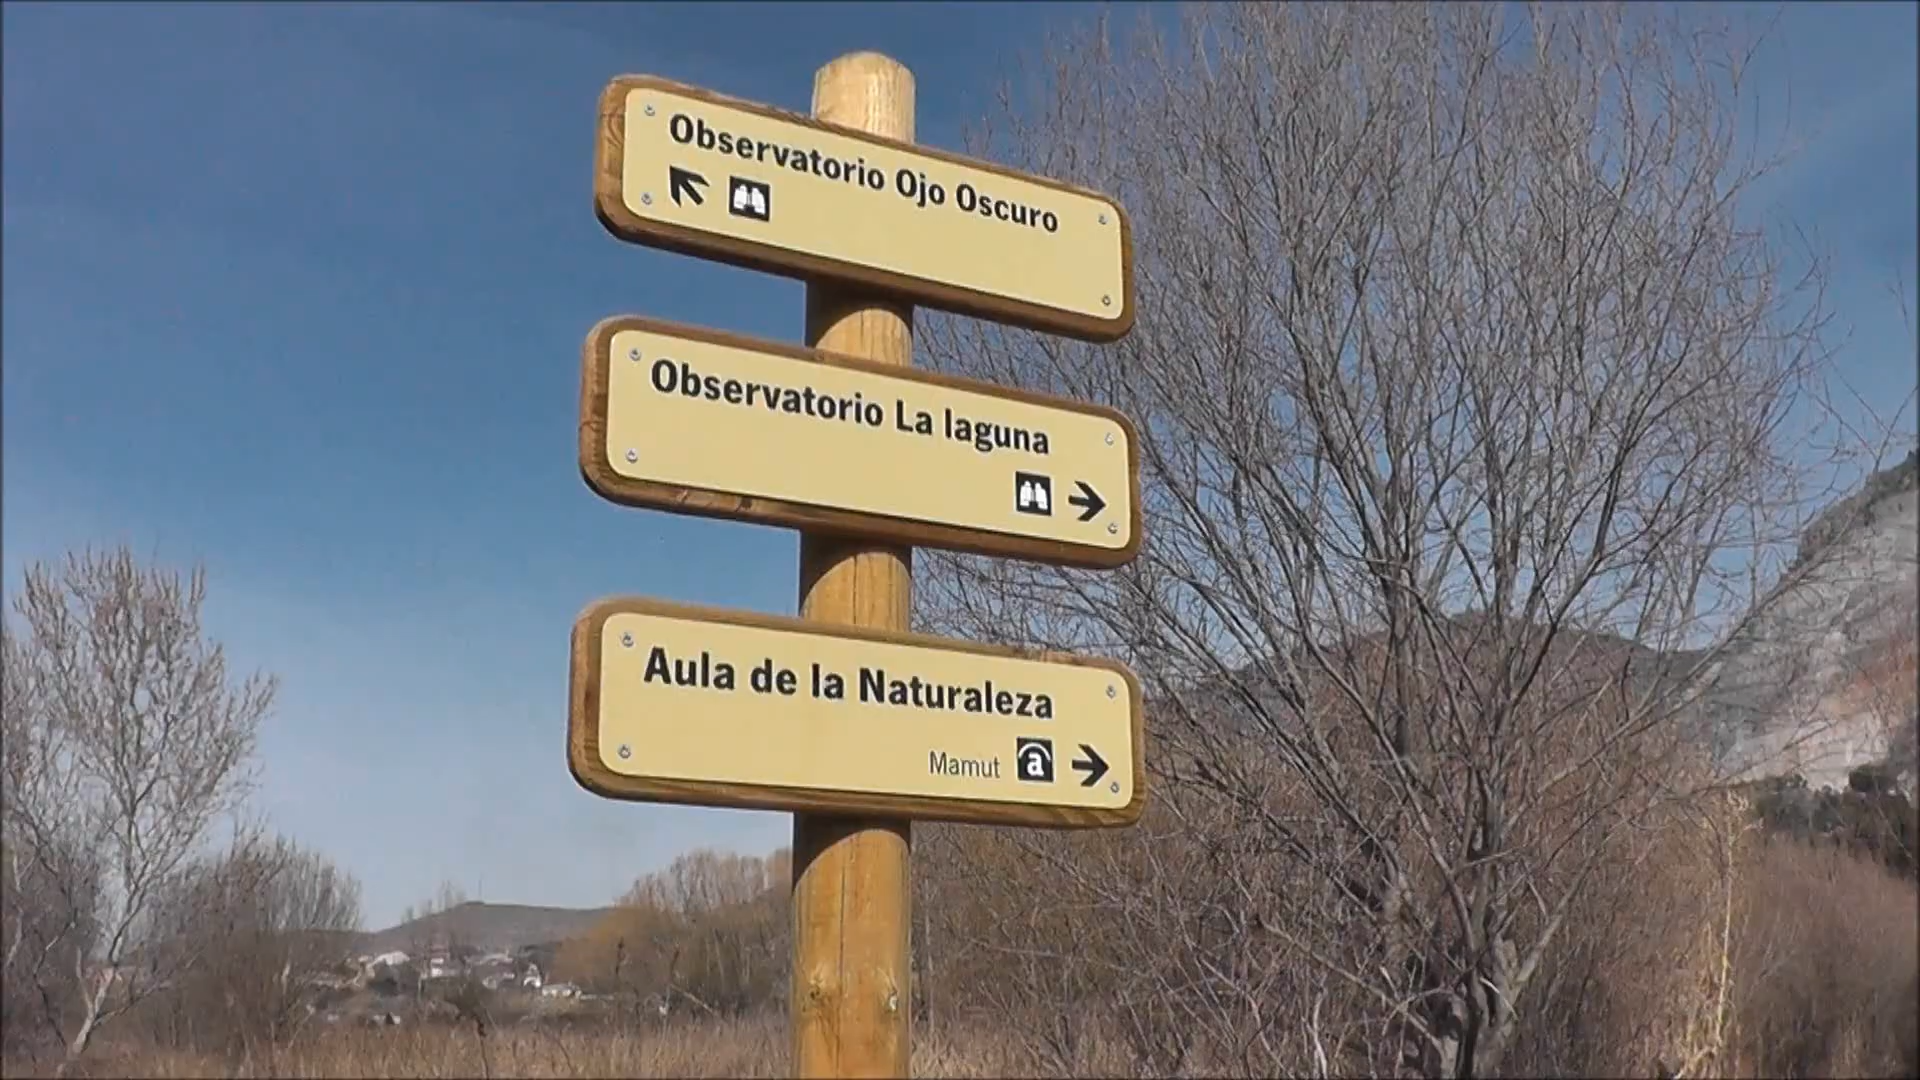 Observatorio Ojo Oscuro
Observatorio La laguna
Aula de la Naturaleza
Mamut a